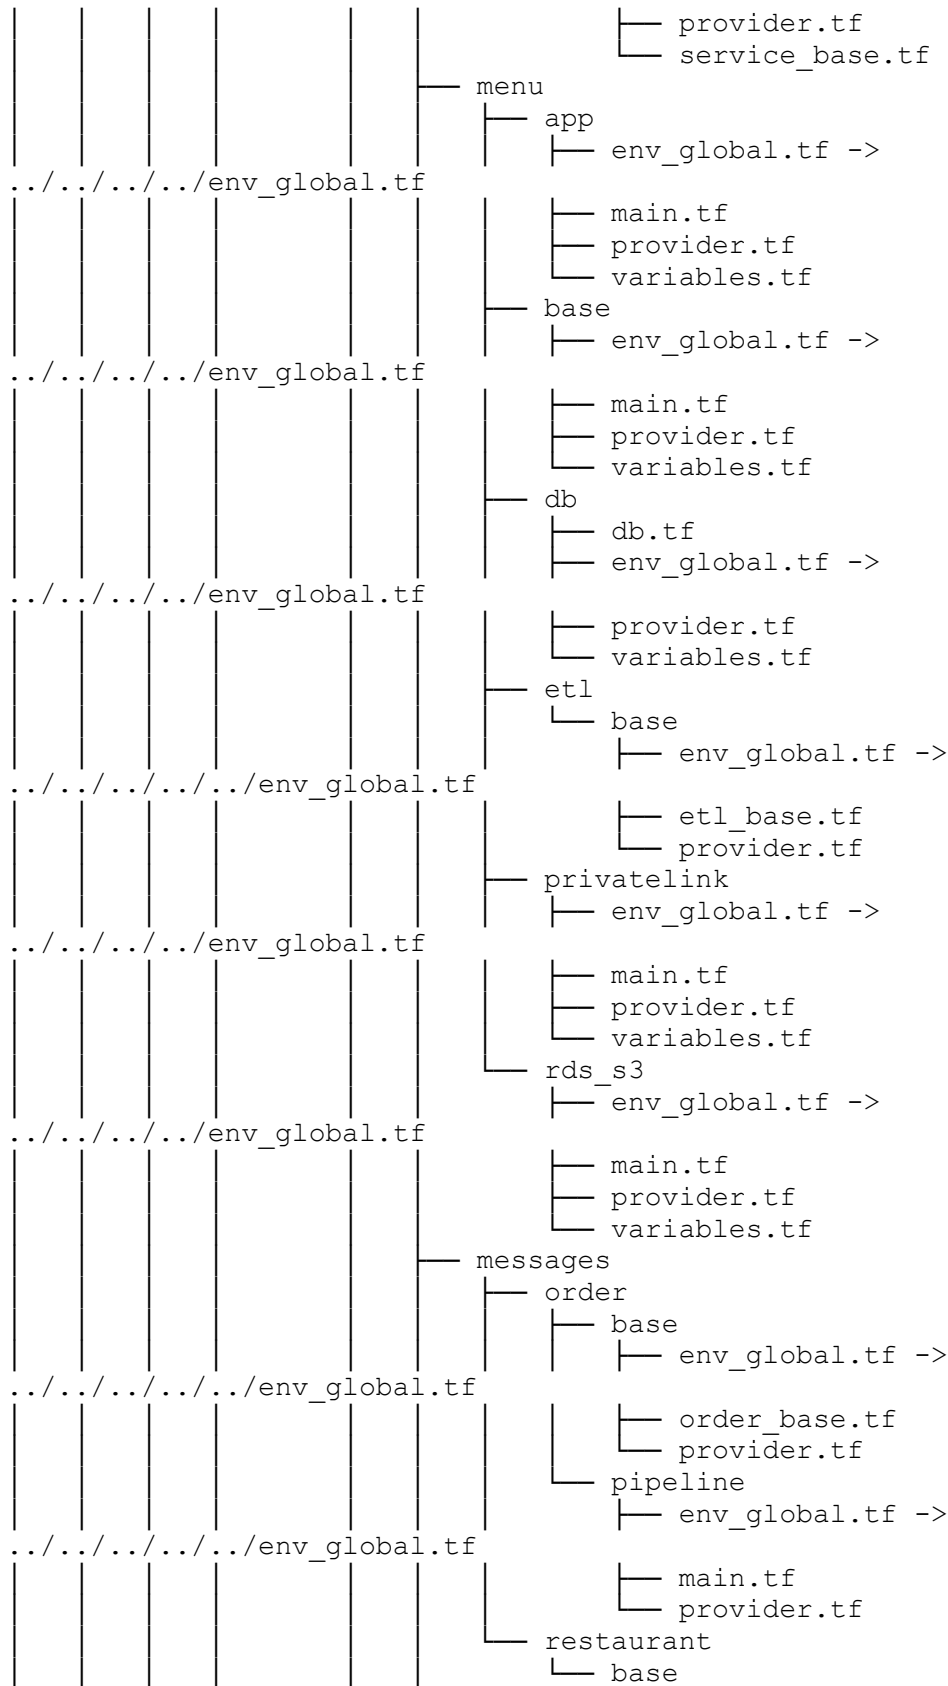 │   │   │   │       │   │           ├── provider.tf
│   │   │   │       │   │           └── service_base.tf
│   │   │   │       │   ├── menu
│   │   │   │       │   │   ├── app
│   │   │   │       │   │   │   ├── env_global.tf ->
../../../../env_global.tf
│   │   │   │       │   │   │   ├── main.tf
│   │   │   │       │   │   │   ├── provider.tf
│   │   │   │       │   │   │   └── variables.tf
│   │   │   │       │   │   ├── base
│   │   │   │       │   │   │   ├── env_global.tf ->
../../../../env_global.tf
│   │   │   │       │   │   │   ├── main.tf
│   │   │   │       │   │   │   ├── provider.tf
│   │   │   │       │   │   │   └── variables.tf
│   │   │   │       │   │   ├── db
│   │   │   │       │   │   │   ├── db.tf
│   │   │   │       │   │   │   ├── env_global.tf ->
../../../../env_global.tf
│   │   │   │       │   │   │   ├── provider.tf
│   │   │   │       │   │   │   └── variables.tf
│   │   │   │       │   │   ├── etl
│   │   │   │       │   │   │   └── base
│   │   │   │       │   │   │       ├── env_global.tf ->
../../../../../env_global.tf
│   │   │   │       │   │   │       ├── etl_base.tf
│   │   │   │       │   │   │       └── provider.tf
│   │   │   │       │   │   ├── privatelink
│   │   │   │       │   │   │   ├── env_global.tf ->
../../../../env_global.tf
│   │   │   │       │   │   │   ├── main.tf
│   │   │   │       │   │   │   ├── provider.tf
│   │   │   │       │   │   │   └── variables.tf
│   │   │   │       │   │   └── rds_s3
│   │   │   │       │   │       ├── env_global.tf ->
../../../../env_global.tf
│   │   │   │       │   │       ├── main.tf
│   │   │   │       │   │       ├── provider.tf
│   │   │   │       │   │       └── variables.tf
│   │   │   │       │   ├── messages
│   │   │   │       │   │   ├── order
│   │   │   │       │   │   │   ├── base
│   │   │   │       │   │   │   │   ├── env_global.tf ->
../../../../../env_global.tf
│   │   │   │       │   │   │   │   ├── order_base.tf
│   │   │   │       │   │   │   │   └── provider.tf
│   │   │   │       │   │   │   └── pipeline
│   │   │   │       │   │   │       ├── env_global.tf ->
../../../../../env_global.tf
│   │   │   │       │   │   │       ├── main.tf
│   │   │   │       │   │   │       └── provider.tf
│   │   │   │       │   │   └── restaurant
│   │   │   │       │   │       └── base